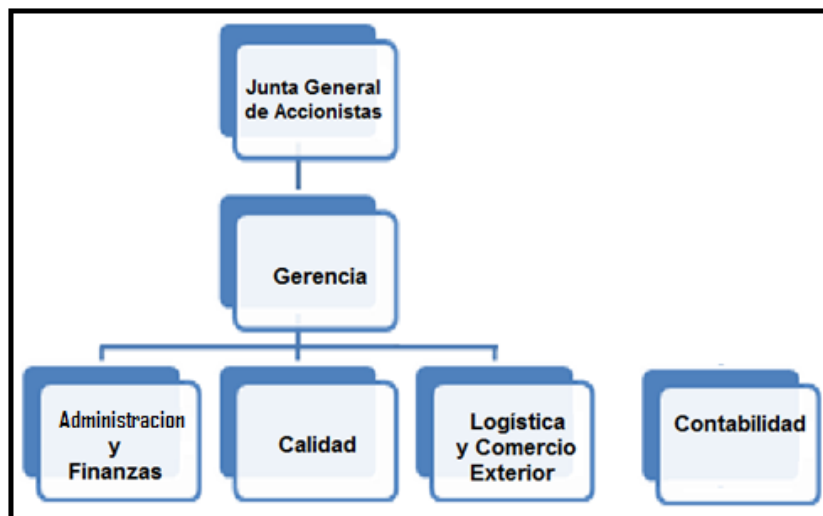 Junta General
de Accionistas
Gerencia
Administracion
y
Finanzas
Calidad
Logística
y Comercio
Exterior
Contabilidad